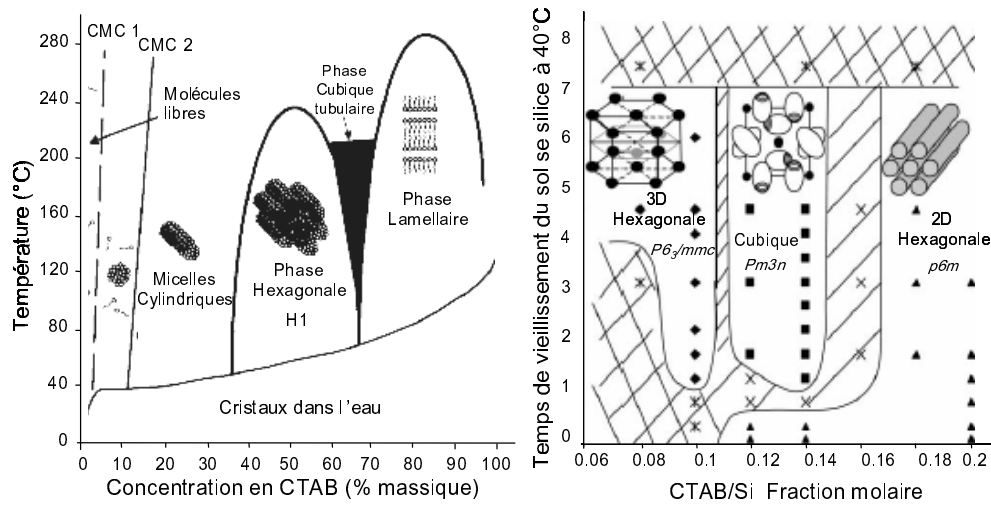 CMC 1
CMC 2
Molécules
libres
Phase
Cubique
tubulaire
Phase
Lamellaire
Micelles
Cylindriques
Phase
Hexagonale
H1
Cristaux dans l'eau
Température (°C)
280
240
200
160
120
80
40
0
0 10 20 30 40 50 60 70 80 90 100
Concentration en CTAB (% massique)
Temps de vieillissement du sol se silice à 40°C
8
7
6
5
4
3
2
1
0
3D
Hexagonale
P6₃/mmc
Cubique
Pm3n
2D
Hexagonale
p6m
0.06 0.08 0.1 0.12 0.14 0.16 0.18 0.2
CTAB/Si Fraction molaire